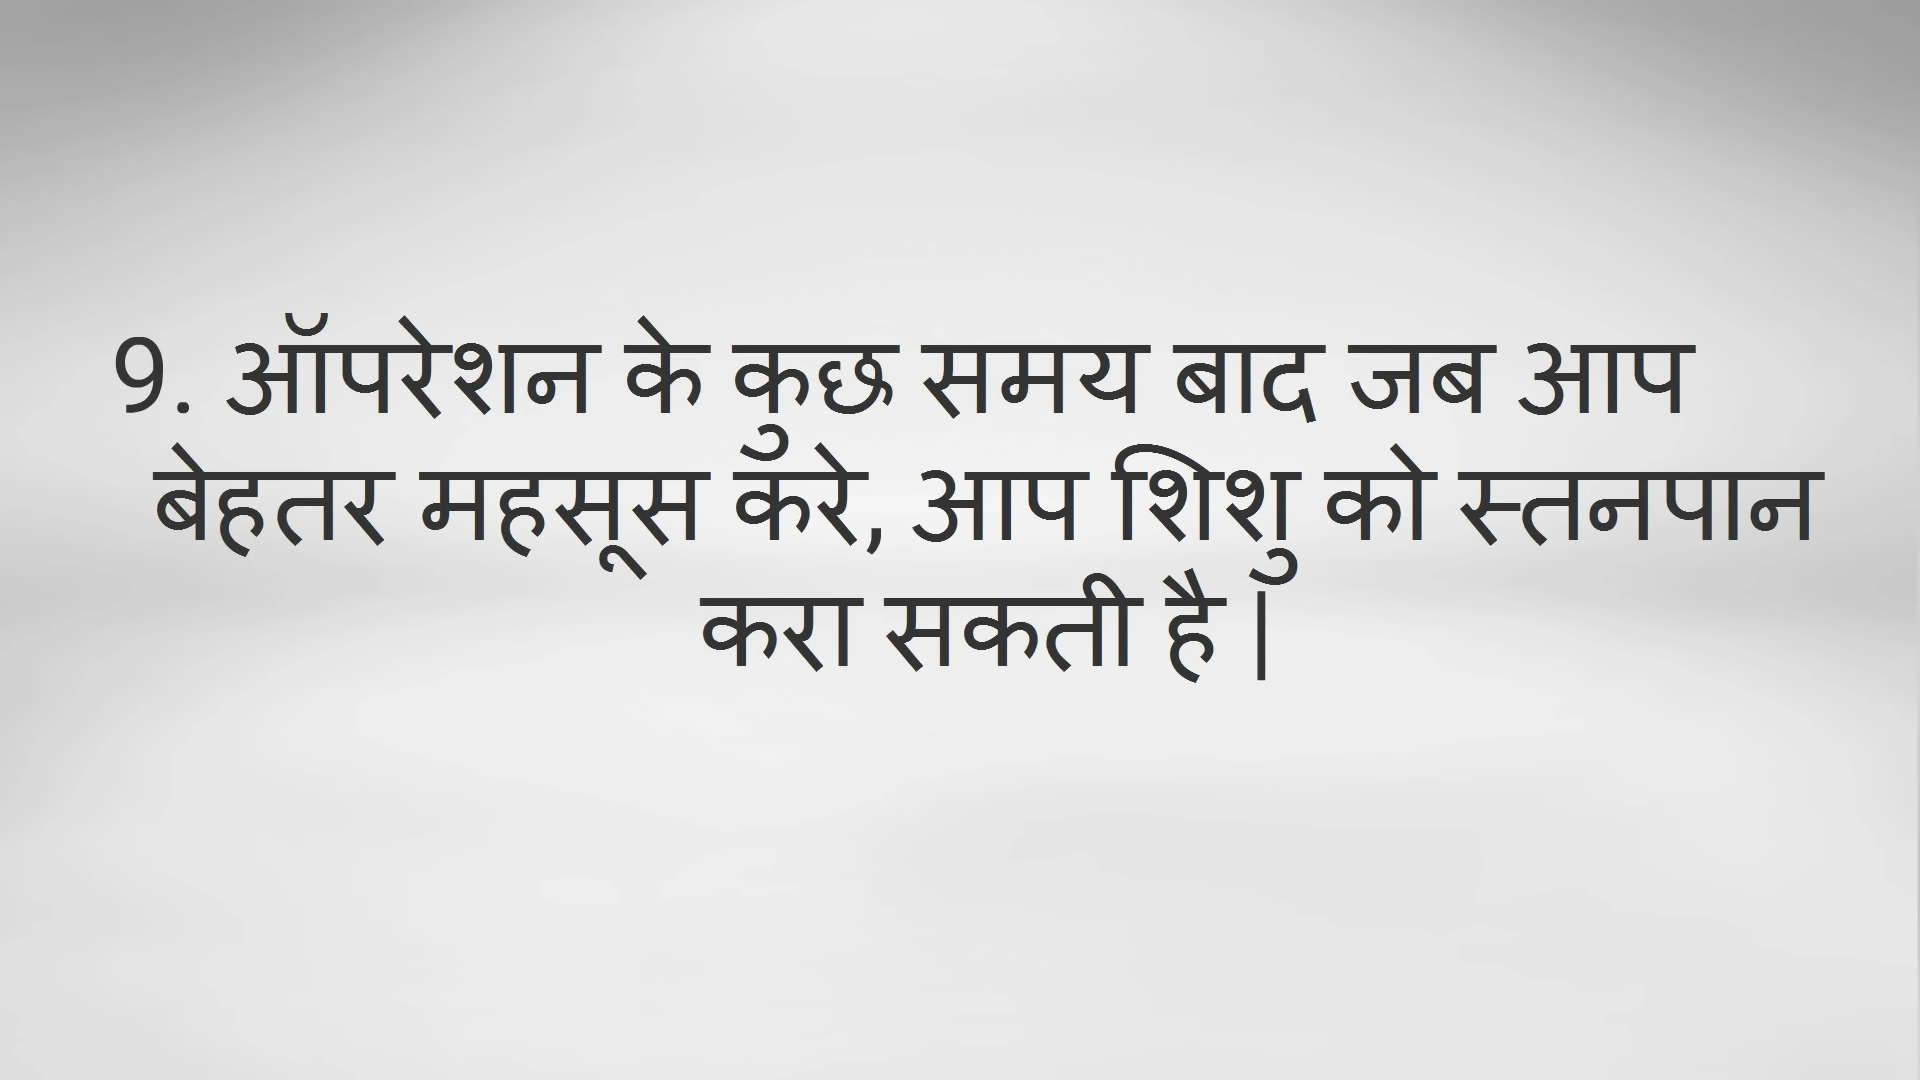 9. ऑपरेशन के कुछ समय बाद जब आप
बेहतर महसूस करे, आप शिशु को स्तनपान
करा सकती है |